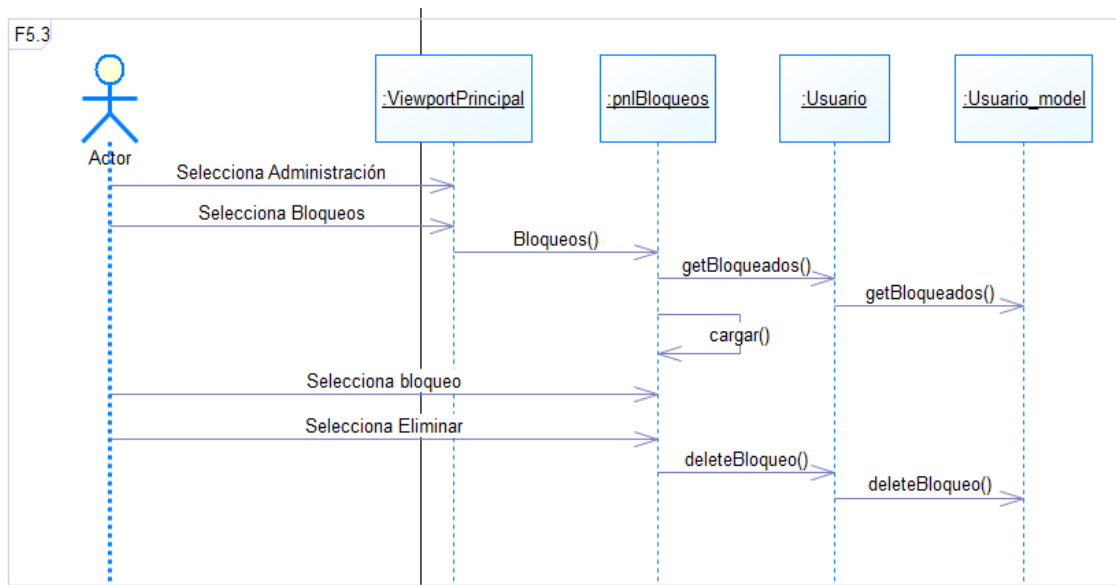 F5.3
:ViewportPrincipal
:pnlBloqueos
:Usuario
:Usuario_model
Actor
Selecciona Administración
Selecciona Bloqueos
Bloqueos()
getBloqueados()
getBloqueados()
cargar()
Selecciona bloqueo
Selecciona Eliminar
deleteBloqueo()
deleteBloqueo()